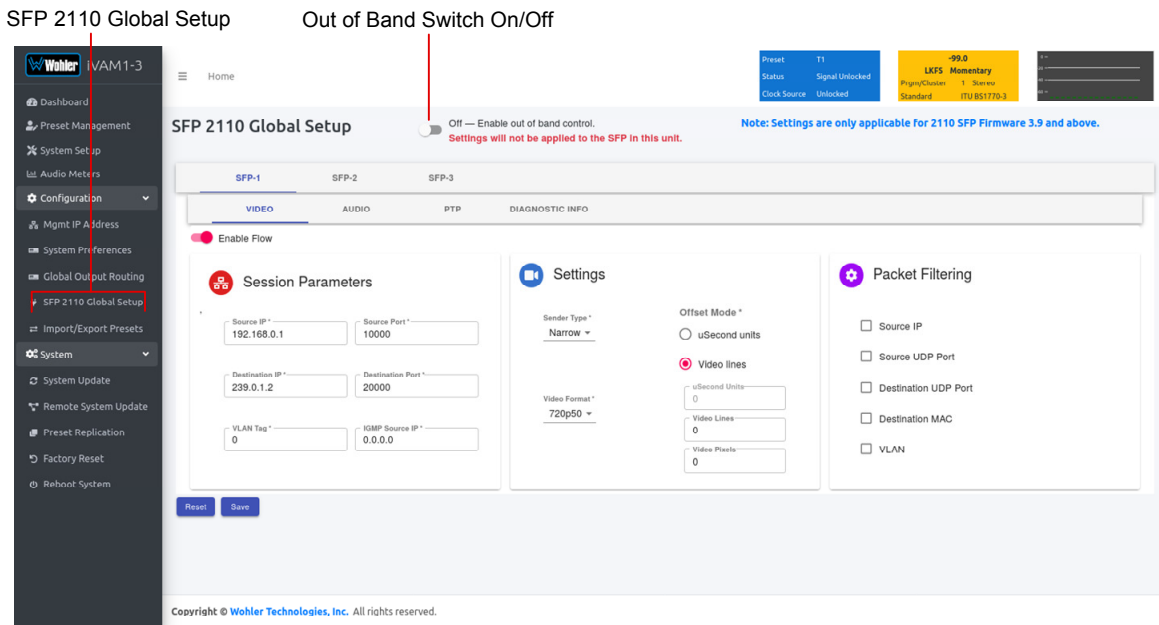 SFP 2110 Global Setup
Out of Band Switch On/Off
Wohler iVAM1-3
Dashboard
Preset Management
System Setup
Audio Meters
Configuration
Mgmt IP Address
System Preferences
Global Output Routing
SFP 2110 Global Setup
Import/Export Presets
System
System Update
Remote System Update
Preset Replication
Factory Reset
Reboot System
Home
Preset T1
Status Signal Unlocked
Clock Source Unlocked
-99.0
LKFS Momentary
Prgm/Cluster 1 Stereo
Standard ITU BS1770-3
SFP 2110 Global Setup
Off — Enable out of band control.
Settings will not be applied to the SFP in this unit.
Note: Settings are only applicable for 2110 SFP Firmware 3.9 and above.
SFP-1 SFP-2 SFP-3
VIDEO AUDIO PTP DIAGNOSTIC INFO
Enable Flow
Session Parameters
Source IP * Source Port *
192.168.0.1 10000
Destination IP * Destination Port *
239.0.1.2 20000
VLAN Tag * IGMP Source IP *
0 0.0.0.0
Settings
Sender Type *
Narrow
Video Format *
720p50
Offset Mode *
uSecond units
Video lines
uSecond Units
0
Video Lines
0
Video Pixels
0
Packet Filtering
Source IP
Source UDP Port
Destination UDP Port
Destination MAC
VLAN
Reset Save
Copyright © Wohler Technologies, Inc. All rights reserved.